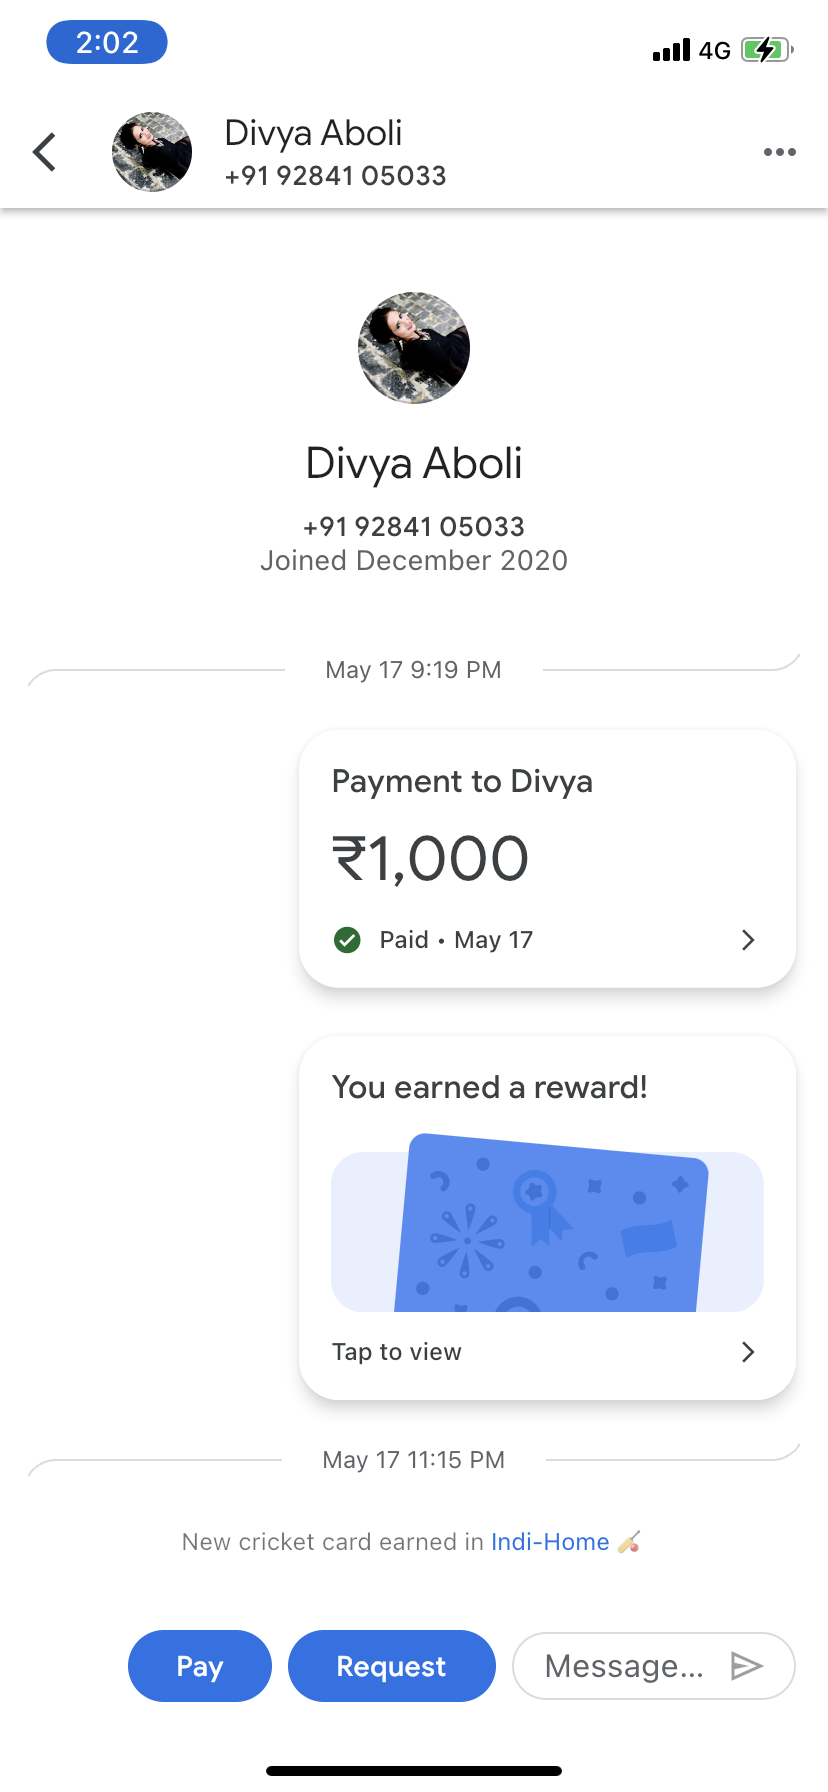 2:02
4G
Divya Aboli
+91 92841 05033
Divya Aboli
+91 92841 05033
Joined December 2020
May 17 9:19 PM
Payment to Divya
₹1,000
Paid • May 17
You earned a reward!
Tap to view
May 17 11:15 PM
New cricket card earned in Indi-Home 🏏
Pay
Request
Message...